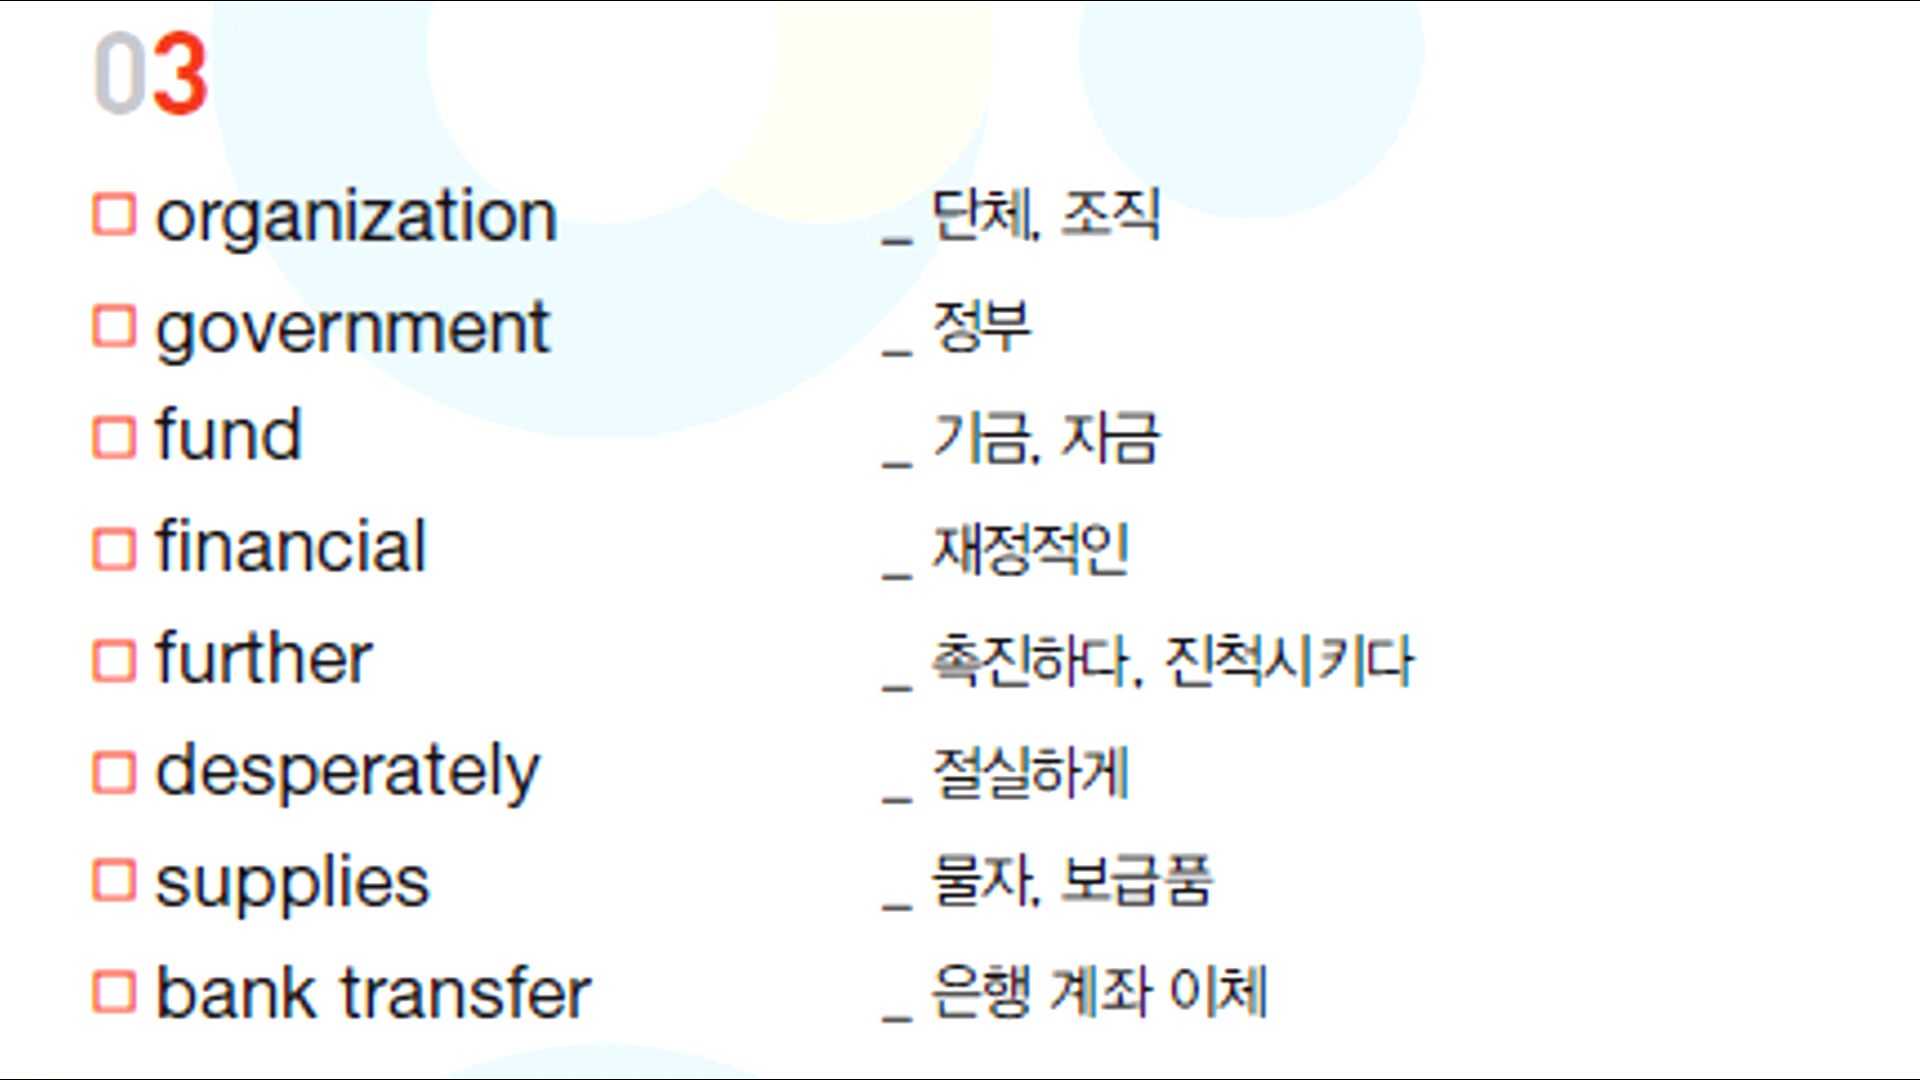 03
□ organization _ 단체, 조직
□ government _ 정부
□ fund _ 기금, 자금
□ financial _ 재정적인
□ further _ 촉진하다, 진척시키다
□ desperately _ 절실하게
□ supplies _ 물자, 보급품
□ bank transfer _ 은행 계좌 이체